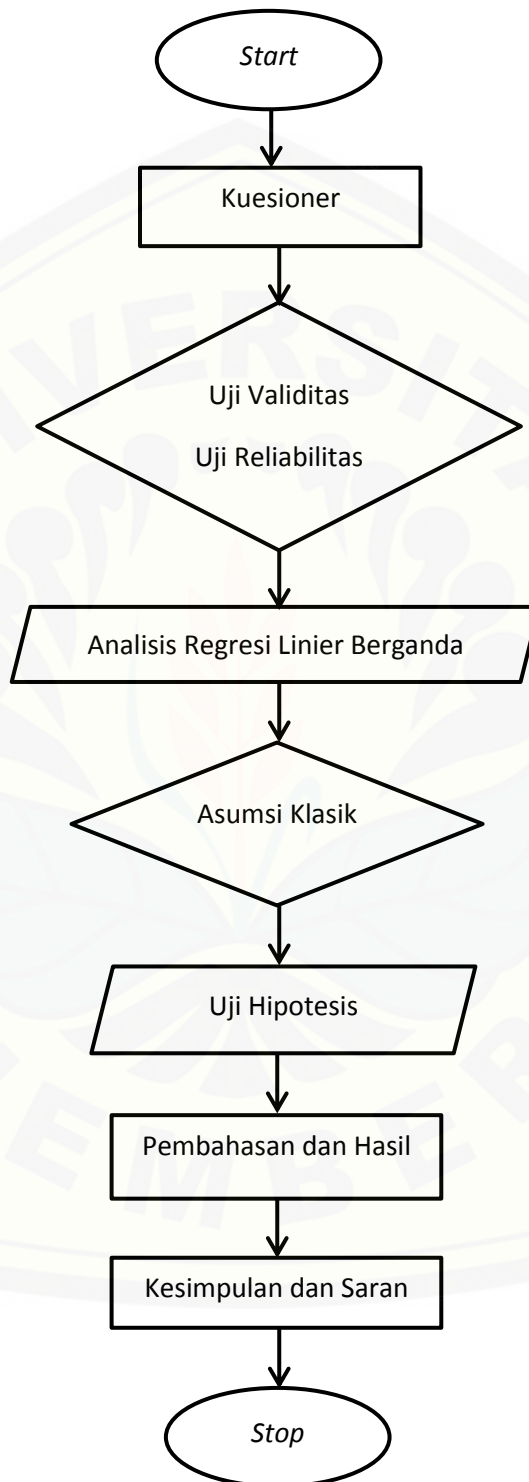 Start
Kuesioner
Uji Validitas
Uji Reliabilitas
Analisis Regresi Linier Berganda
Asumsi Klasik
Uji Hipotesis
Pembahasan dan Hasil
Kesimpulan dan Saran
Stop